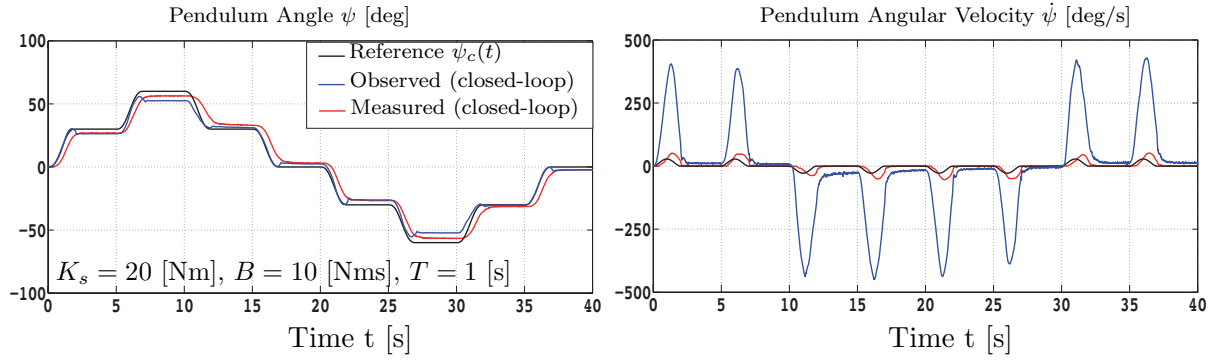 Pendulum Angle ψ [deg]
100
50
0
−50
−100
Reference ψc(t)
Observed (closed-loop)
Measured (closed-loop)
Ks = 20 [Nm], B = 10 [Nms], T = 1 [s]
0 5 10 15 20 25 30 35 40
Time t [s]
Pendulum Angular Velocity ψ̇ [deg/s]
500
250
0
−250
−500
0 5 10 15 20 25 30 35 40
Time t [s]